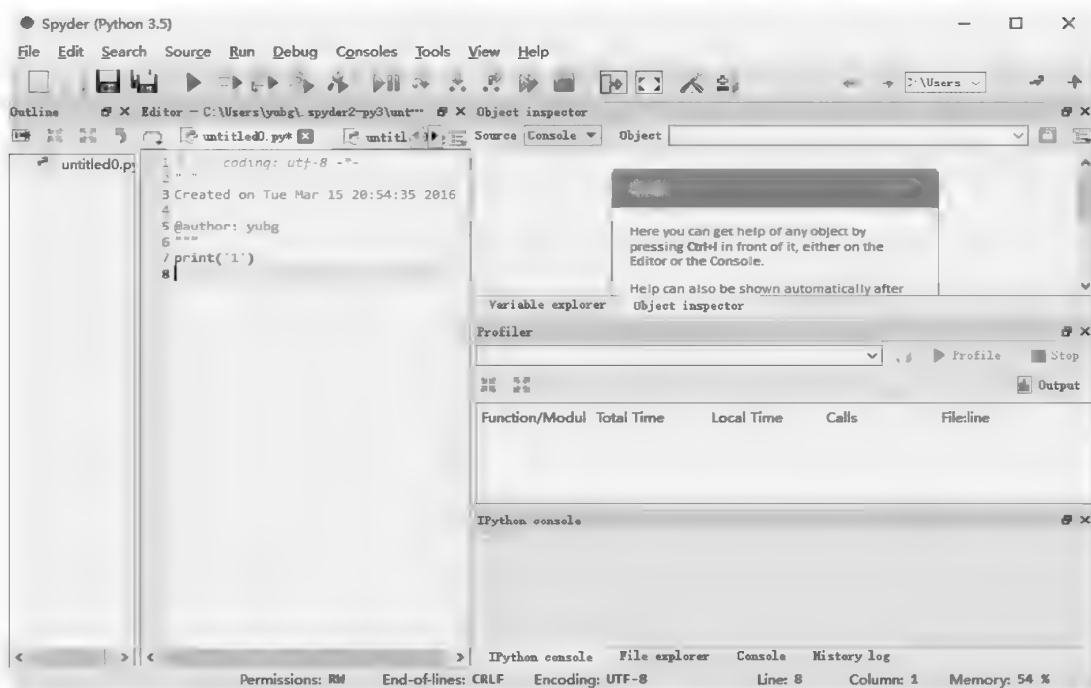 Spyder (Python 3.5)
File Edit Search Source Run Debug Consoles Tools View Help
C:\Users
Outline
Editor - C:\Users\yubg\.spyder2-py3\unt···
Object inspector
untitled0.py*
untitl
Source Console Object
untitled0.py
1 coding: utf-8 -*-
2 " "
3 Created on Tue Mar 15 20:54:35 2016
4
5 @author: yubg
6 """
7 print('1')
8
Here you can get help of any object by
pressing Ctrl+I in front of it, either on the
Editor or the Console.
Help can also be shown automatically after
Variable explorer Object inspector
Profiler
Profile Stop
Output
Function/Modul Total Time Local Time Calls File:line
IPython console
IPython console File explorer Console History log
Permissions: RW End-of-lines: CRLF Encoding: UTF-8 Line: 8 Column: 1 Memory: 54 %